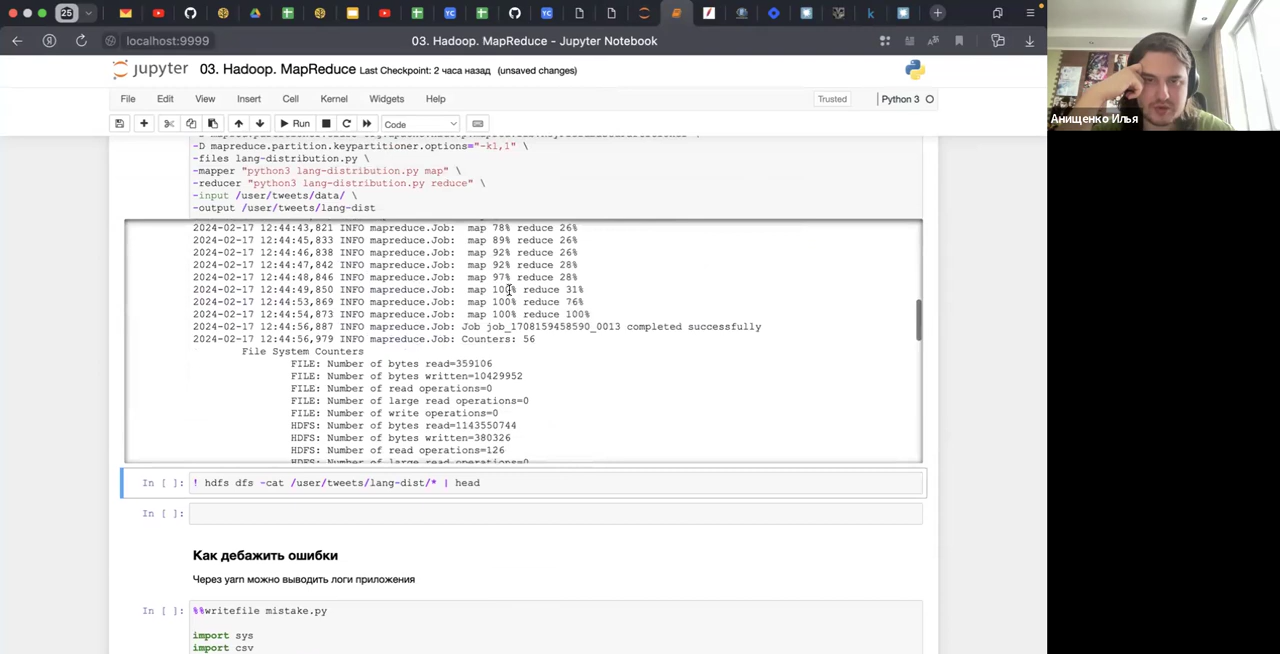 25
localhost:9999
03. Hadoop. MapReduce - Jupyter Notebook
jupyter 03. Hadoop. MapReduce Last Checkpoint: 2 часа назад (unsaved changes)
File Edit View Insert Cell Kernel Widgets Help
Trusted Python 3
Run Code
-D mapreduce.partition.keypartitioner.options="-k1,1" \
-files lang-distribution.py \
-mapper "python3 lang-distribution.py map" \
-reducer "python3 lang-distribution.py reduce" \
-input /user/tweets/data/ \
-output /user/tweets/lang-dist
2024-02-17 12:44:43,821 INFO mapreduce.Job: map 78% reduce 26%
2024-02-17 12:44:45,833 INFO mapreduce.Job: map 89% reduce 26%
2024-02-17 12:44:46,838 INFO mapreduce.Job: map 92% reduce 26%
2024-02-17 12:44:47,842 INFO mapreduce.Job: map 92% reduce 28%
2024-02-17 12:44:48,846 INFO mapreduce.Job: map 97% reduce 28%
2024-02-17 12:44:49,850 INFO mapreduce.Job: map 100% reduce 31%
2024-02-17 12:44:53,869 INFO mapreduce.Job: map 100% reduce 76%
2024-02-17 12:44:54,873 INFO mapreduce.Job: map 100% reduce 100%
2024-02-17 12:44:56,887 INFO mapreduce.Job: Job job_1708159458590_0013 completed successfully
2024-02-17 12:44:56,979 INFO mapreduce.Job: Counters: 56
File System Counters
FILE: Number of bytes read=359106
FILE: Number of bytes written=10429952
FILE: Number of read operations=0
FILE: Number of large read operations=0
FILE: Number of write operations=0
HDFS: Number of bytes read=1143550744
HDFS: Number of bytes written=380326
HDFS: Number of read operations=126
HDFS: Number of large read operations=0
In [ ]: ! hdfs dfs -cat /user/tweets/lang-dist/* | head
In [ ]:
Как дебажить ошибки
Через yarn можно выводить логи приложения
In [ ]: %%writefile mistake.py
import sys
import csv
Анищенко Илья